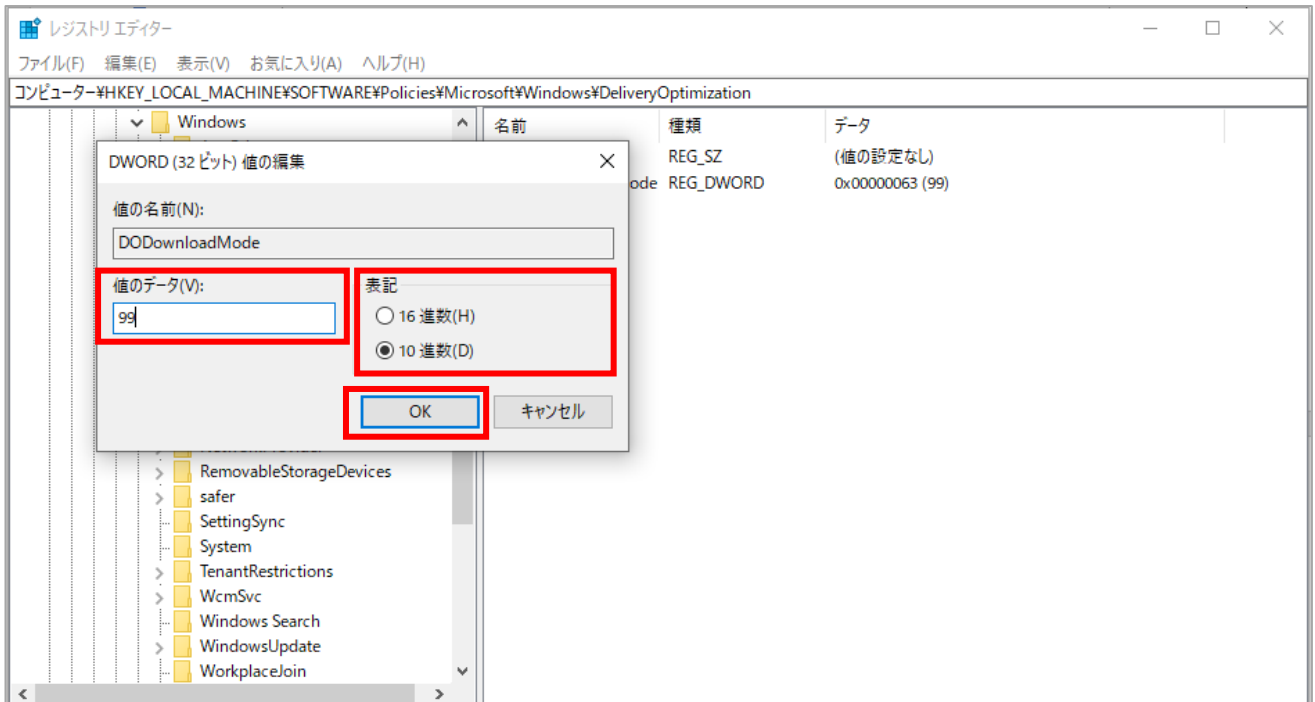 レジストリ エディター
ファイル(F) 編集(E) 表示(V) お気に入り(A) ヘルプ(H)
コンピューター¥HKEY_LOCAL_MACHINE¥SOFTWARE¥Policies¥Microsoft¥Windows¥DeliveryOptimization
Windows
名前 種類 データ
REG_SZ (値の設定なし)
ode REG_DWORD 0x00000063 (99)
DWORD (32 ビット) 値の編集
値の名前(N):
DODownloadMode
値のデータ(V):
99
表記
16 進数(H)
10 進数(D)
OK キャンセル
RemovableStorageDevices
safer
SettingSync
System
TenantRestrictions
WcmSvc
Windows Search
WindowsUpdate
WorkplaceJoin